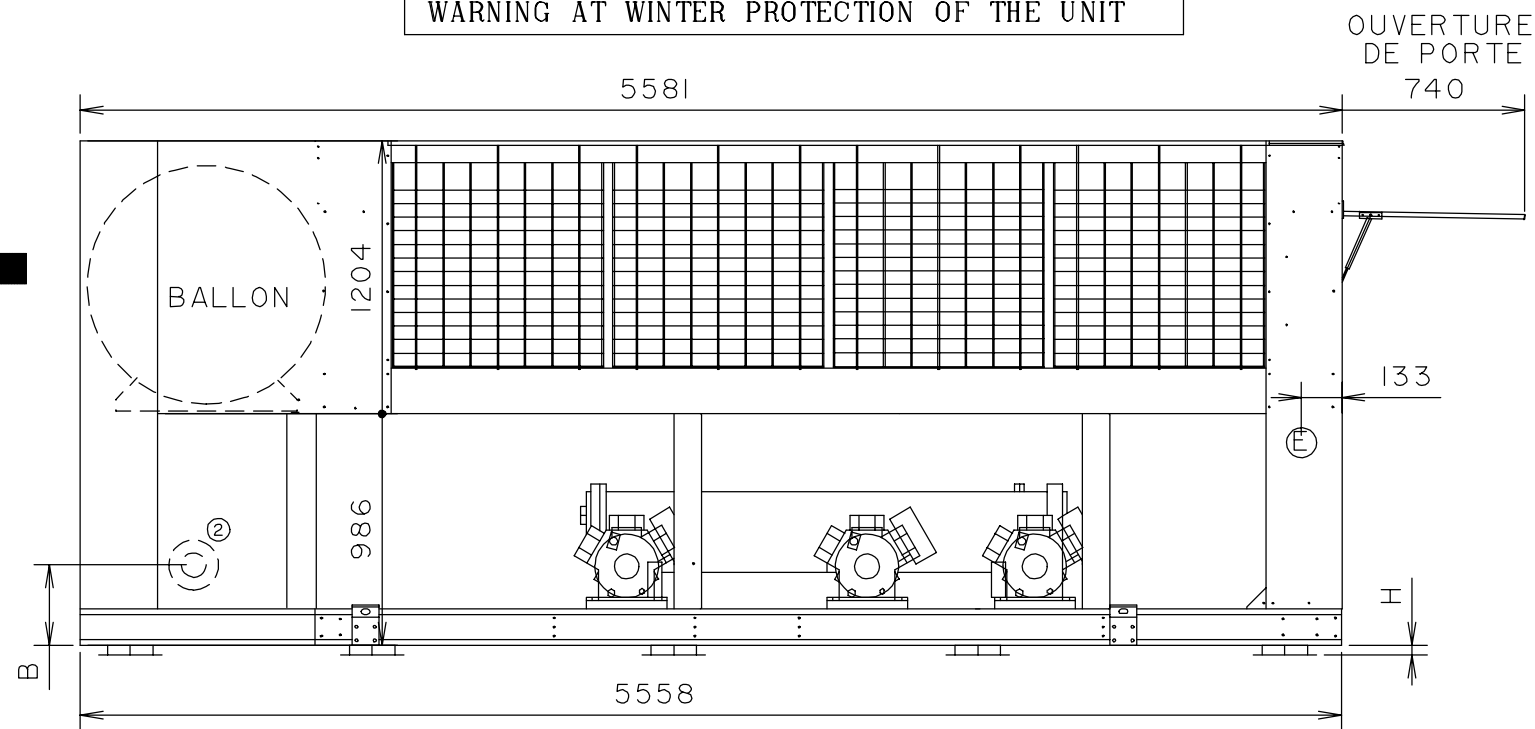 WARNING AT WINTER PROTECTION OF THE UNIT
OUVERTURE
DE PORTE
740
5581
1204
BALLON
133
E
986
2
H
B
5558